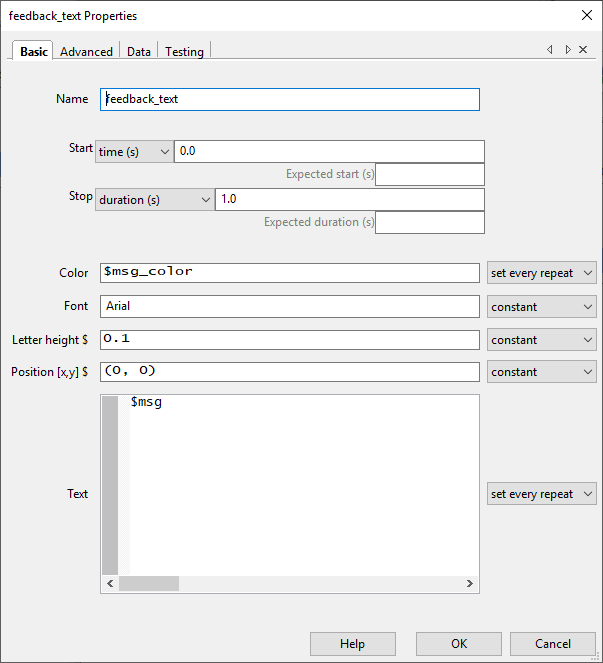 feedback_text Properties
Basic Advanced Data Testing
Name feedback_text
Start time (s) 0.0
Expected start (s)
Stop duration (s) 1.0
Expected duration (s)
Color $msg_color set every repeat
Font Arial constant
Letter height $ 0.1 constant
Position [x,y] $ (0, 0) constant
$msg
Text set every repeat
Help OK Cancel